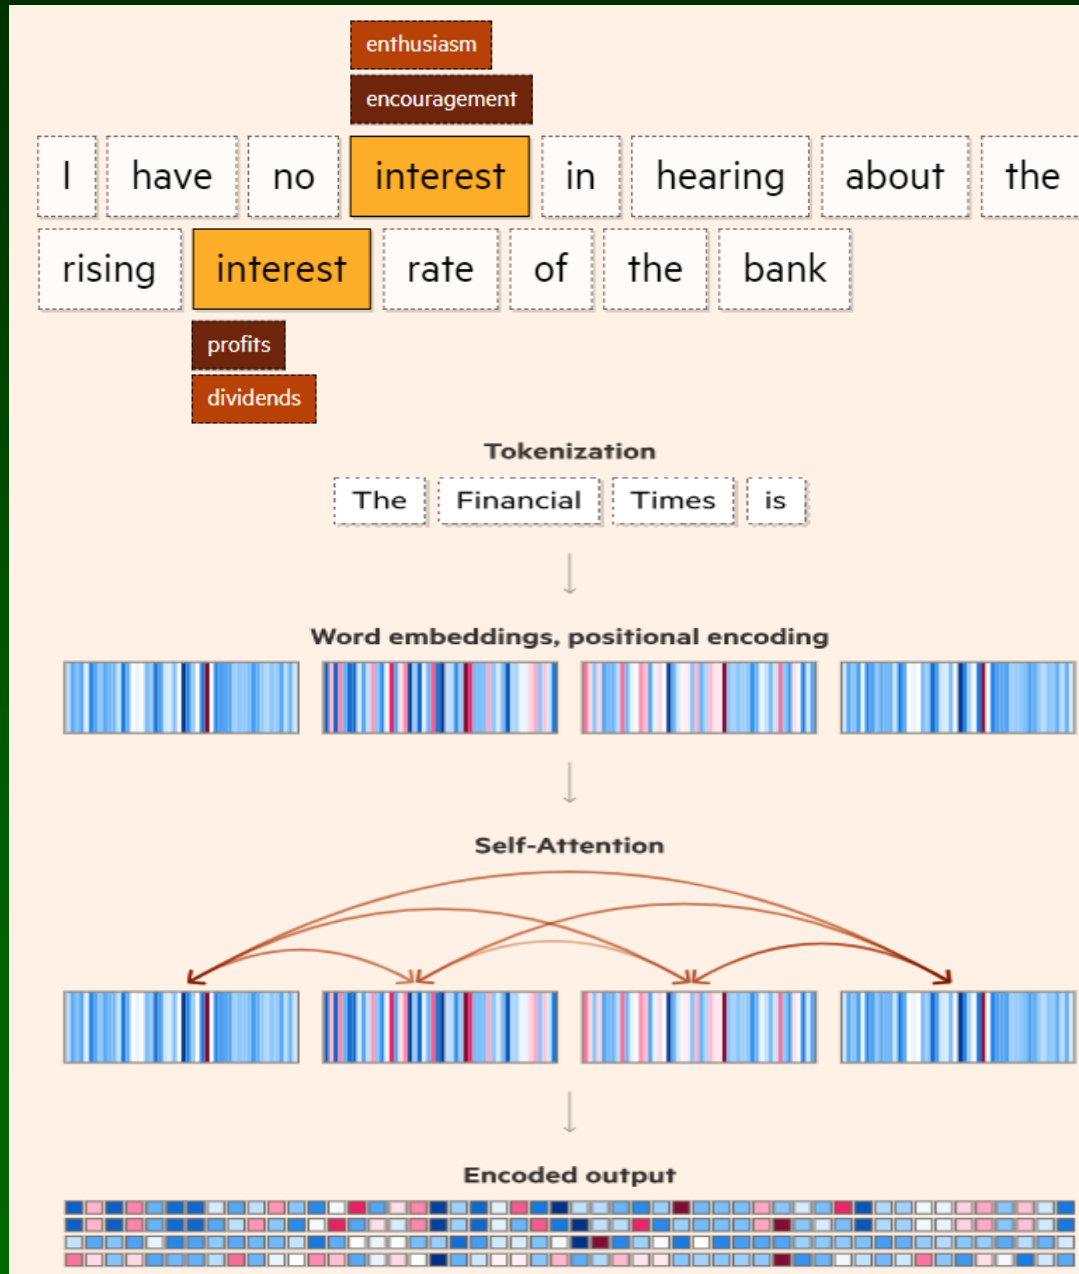 enthusiasm
encouragement
I have no interest in hearing about the
rising interest rate of the bank
profits
dividends
Tokenization
The Financial Times is
Word embeddings, positional encoding
Self-Attention
Encoded output